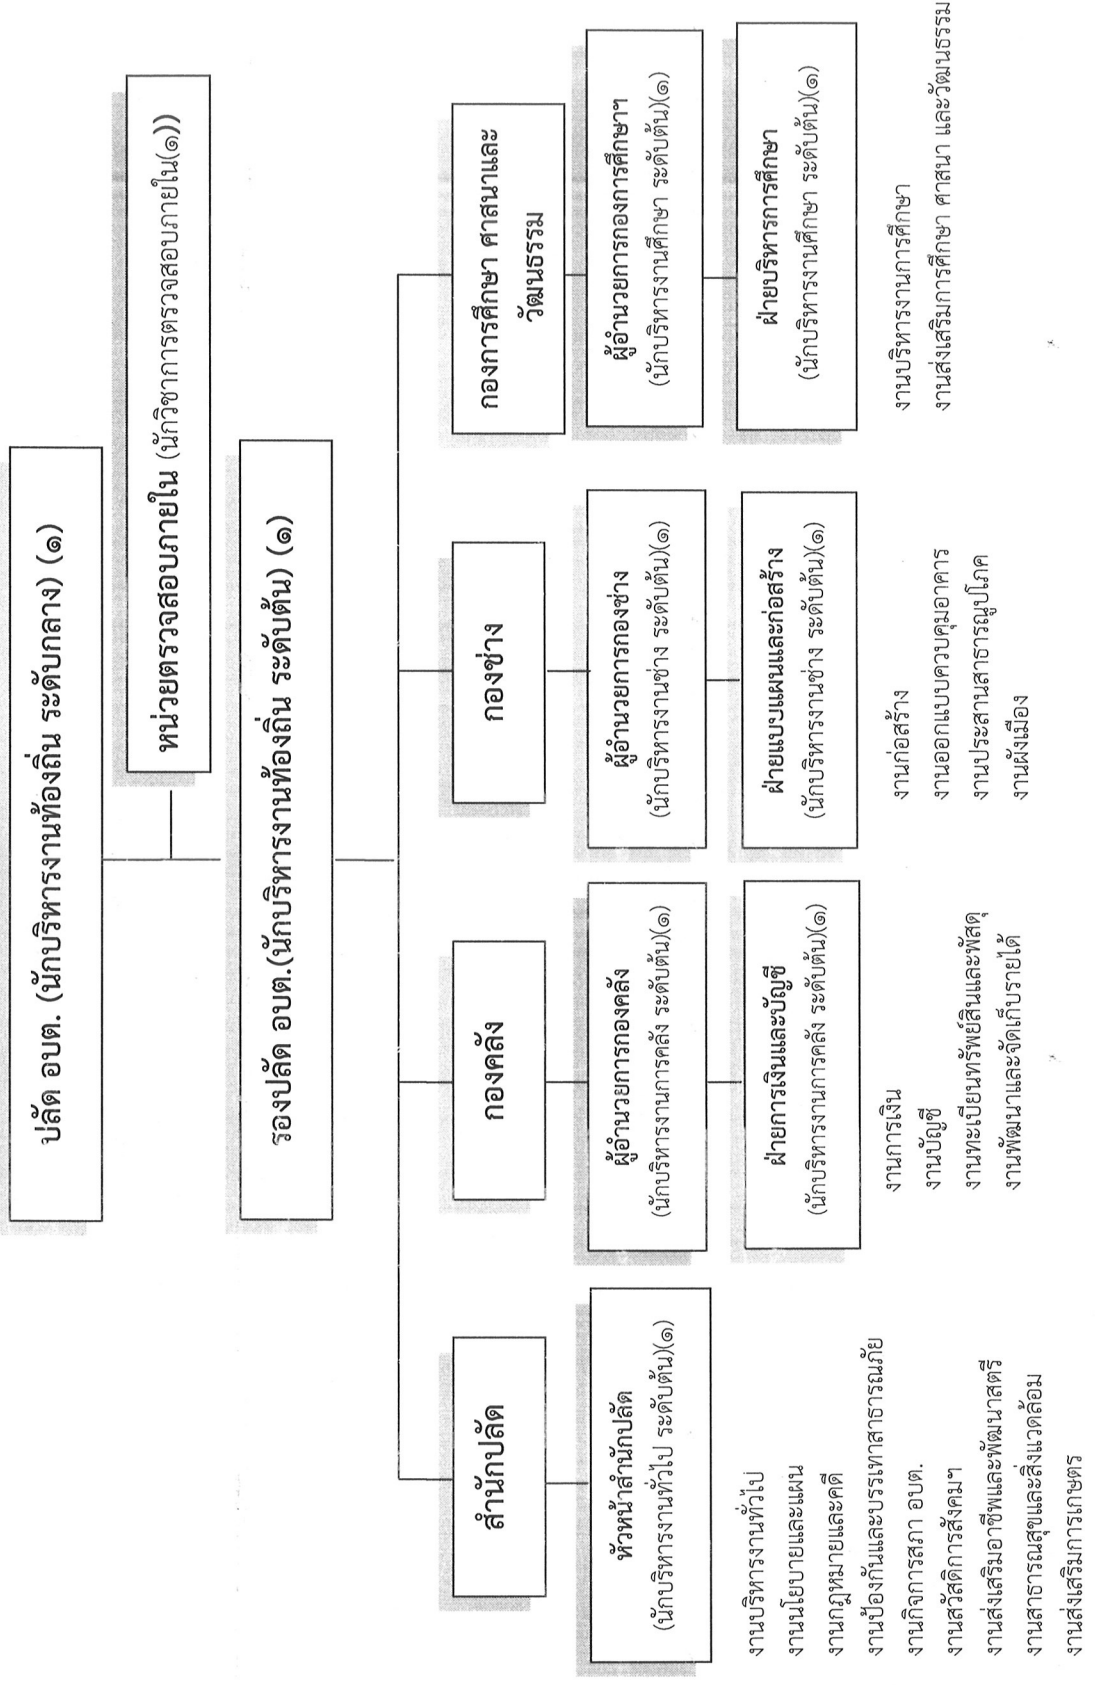 ปลัด อบต. (นักบริหารงานท้องถิ่น ระดับกลาง) (๑)
หน่วยตรวจสอบภายใน (นักวิชาการตรวจสอบภายใน(๑))
รองปลัด อบต.(นักบริหารงานท้องถิ่น ระดับต้น) (๑)
สำนักปลัด
หัวหน้าสำนักปลัด
(นักบริหารงานทั่วไป ระดับต้น)(๑)
งานบริหารงานทั่วไป
งานนโยบายและแผน
งานกฎหมายและคดี
งานป้องกันและบรรเทาสาธารณภัย
งานกิจการสภา อบต.
งานสวัสดิการสังคมฯ
งานส่งเสริมอาชีพและพัฒนาสตรี
งานสาธารณสุขและสิ่งแวดล้อม
งานส่งเสริมการเกษตร
กองคลัง
ผู้อำนวยการกองคลัง
(นักบริหารงานการคลัง ระดับต้น)(๑)
ฝ่ายการเงินและบัญชี
(นักบริหารงานการคลัง ระดับต้น)(๑)
งานการเงิน
งานบัญชี
งานทะเบียนทรัพย์สินและพัสดุ
งานพัฒนาและจัดเก็บรายได้
กองช่าง
ผู้อำนวยการกองช่าง
(นักบริหารงานช่าง ระดับต้น)(๑)
ฝ่ายแบบแผนและก่อสร้าง
(นักบริหารงานช่าง ระดับต้น)(๑)
งานก่อสร้าง
งานออกแบบควบคุมอาคาร
งานประสานสาธารณูปโภค
งานผังเมือง
กองการศึกษา ศาสนาและ
วัฒนธรรม
ผู้อำนวยการกองการศึกษาฯ
(นักบริหารงานศึกษา ระดับต้น)(๑)
ฝ่ายบริหารการศึกษา
(นักบริหารงานศึกษา ระดับต้น)(๑)
งานบริหารงานการศึกษา
งานส่งเสริมการศึกษา ศาสนา และวัฒนธรรม